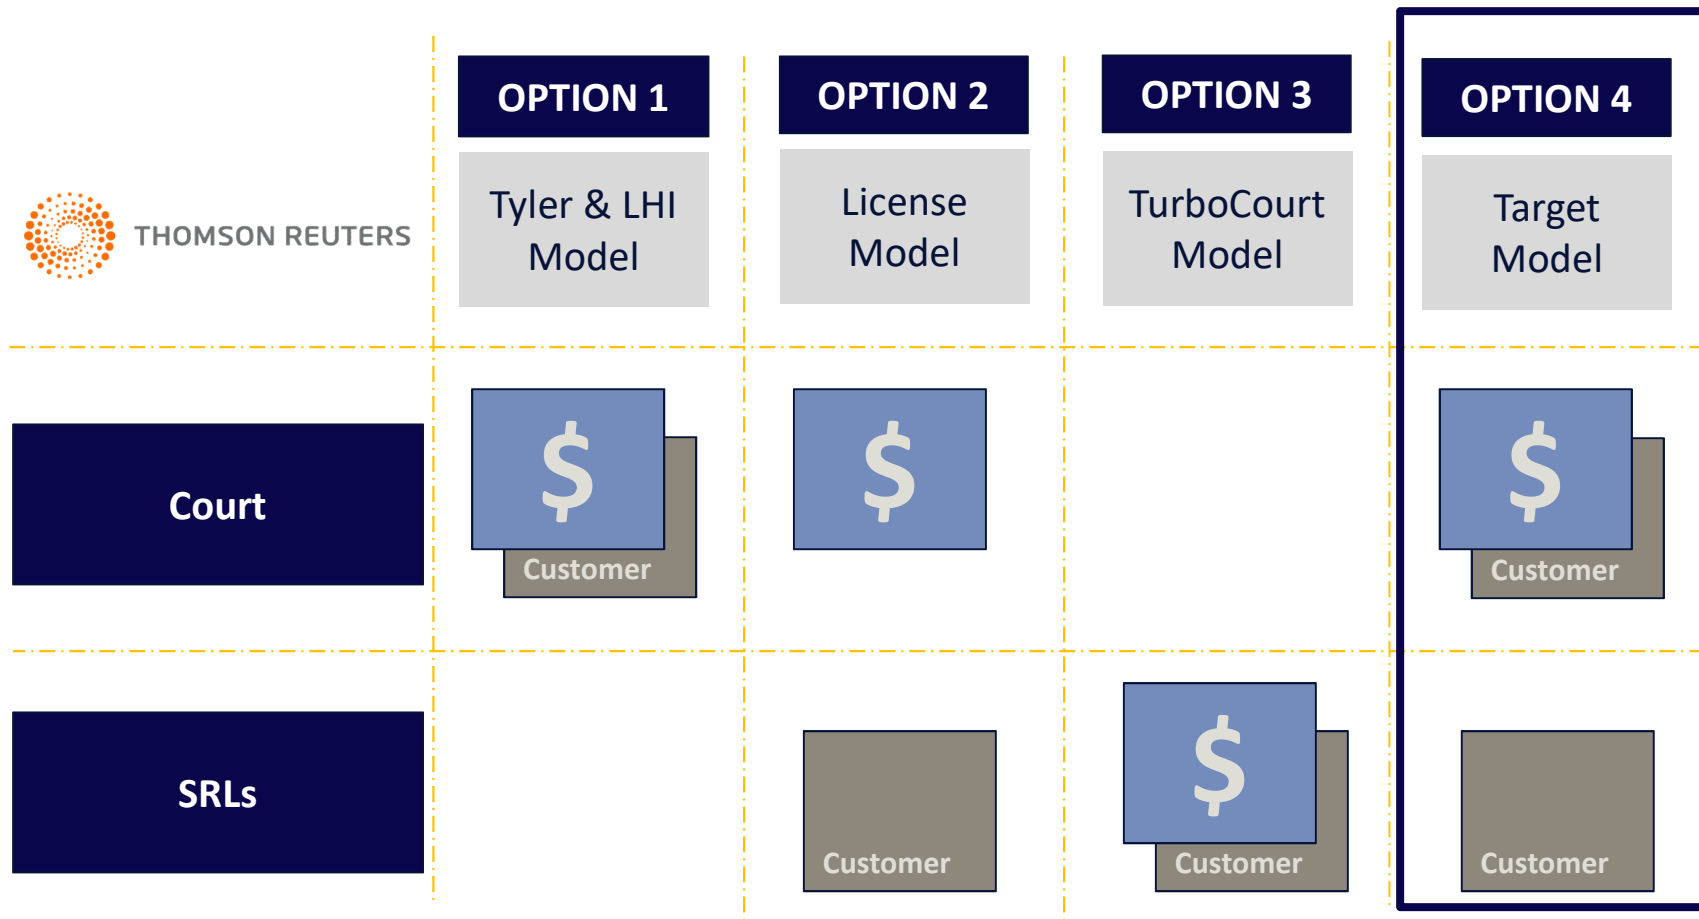 OPTION 1
OPTION 2
OPTION 3
OPTION 4
THOMSON REUTERS
Tyler & LHI
Model
License
Model
TurboCourt
Model
Target
Model
Court
$
Customer
$
$
Customer
SRLs
Customer
$
Customer
Customer